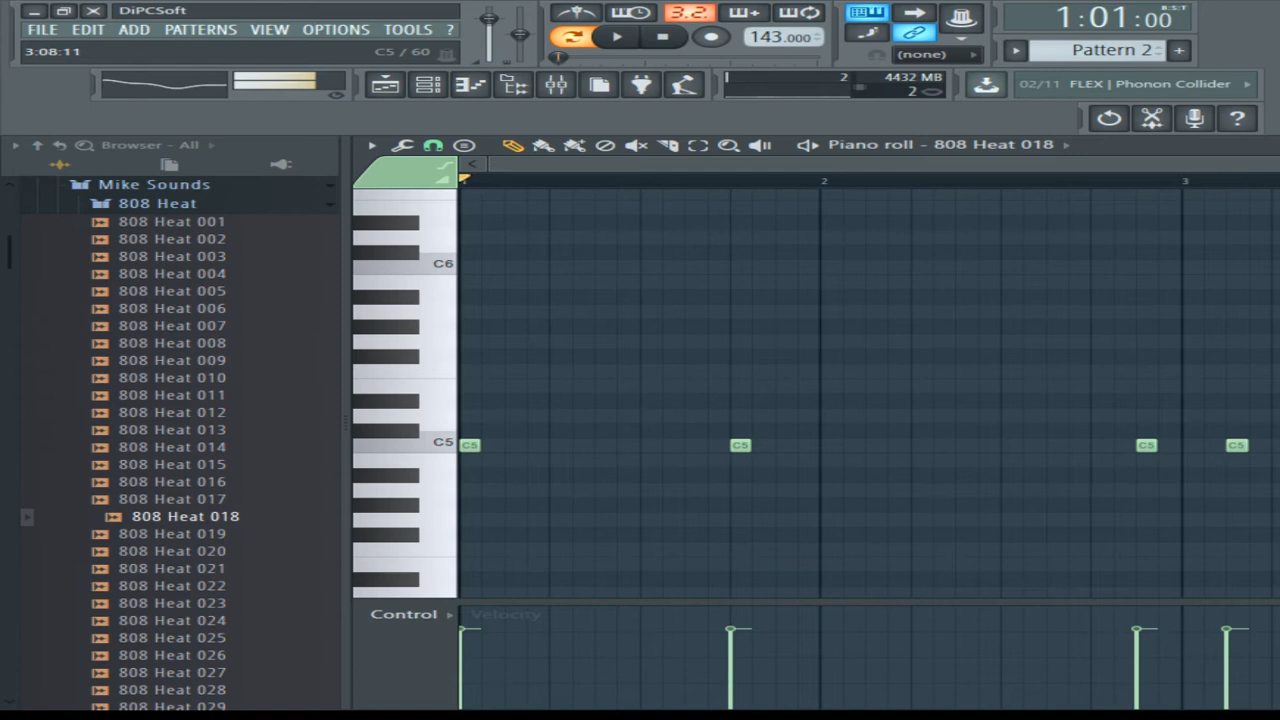 DiPCSoft
FILE EDIT ADD PATTERNS VIEW OPTIONS TOOLS ?
3:08:11 C5 / 60
3.2.
143.000
(none)
1:01:00 B:S:T
Pattern 2
2 4432 MB
2
02/11 FLEX | Phonon Collider
?
Browser - All
Piano roll - 808 Heat 018
Mike Sounds
808 Heat
808 Heat 001
808 Heat 002
808 Heat 003
808 Heat 004
808 Heat 005
808 Heat 006
808 Heat 007
808 Heat 008
808 Heat 009
808 Heat 010
808 Heat 011
808 Heat 012
808 Heat 013
808 Heat 014
808 Heat 015
808 Heat 016
808 Heat 017
808 Heat 018
808 Heat 019
808 Heat 020
808 Heat 021
808 Heat 022
808 Heat 023
808 Heat 024
808 Heat 025
808 Heat 026
808 Heat 027
808 Heat 028
808 Heat 029
1 2 3
C6
C5 C5 C5 C5 C5
Control Velocity